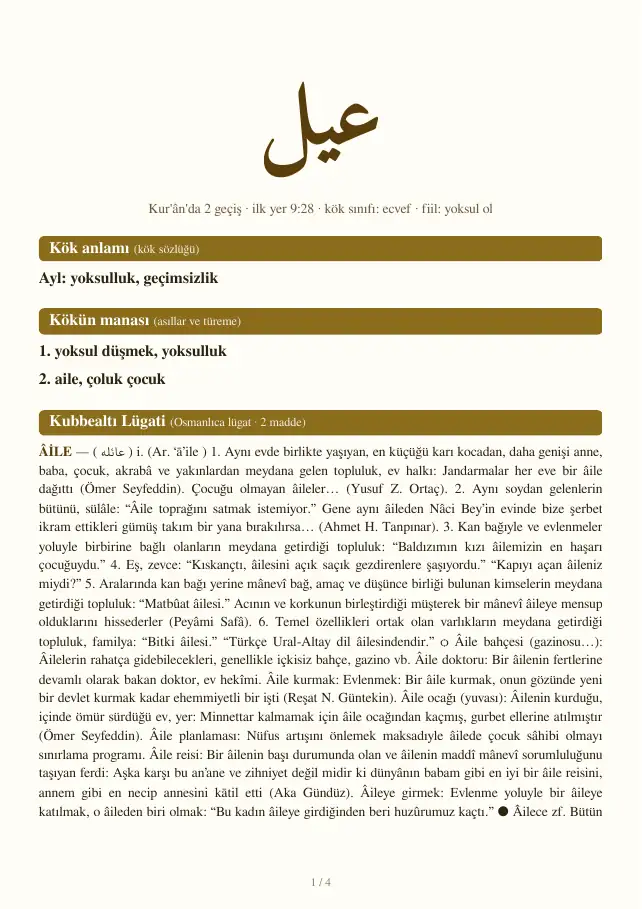 عيل
Kur'ân'da 2 geçiş · ilk yer 9:28 · kök sınıfı: ecvef · fiil: yoksul ol
Kök anlamı (kök sözlüğü)
Ayl: yoksulluk, geçimsizlik
Kökün manası (asıllar ve türeme)
1. yoksul düşmek, yoksulluk
2. aile, çoluk çocuk
Kubbealtı Lügati (Osmanlıca lügat · 2 madde)
ÂİLE — ( عائله ) i. (Ar. ‘ā’ile ) 1. Aynı evde birlikte yaşıyan, en küçüğü karı kocadan, daha genişi anne,
baba, çocuk, akrabâ ve yakınlardan meydana gelen topluluk, ev halkı: Jandarmalar her eve bir âile
dağıttı (Ömer Seyfeddin). Çocuğu olmayan âileler… (Yusuf Z. Ortaç). 2. Aynı soydan gelenlerin
bütünü, sülâle: “Âile toprağını satmak istemiyor.” Gene aynı âileden Nâci Bey’in evinde bize şerbet
ikram ettikleri gümüş takım bir yana bırakılırsa… (Ahmet H. Tanpınar). 3. Kan bağıyle ve evlenmeler
yoluyle birbirine bağlı olanların meydana getirdiği topluluk: “Baldızımın kızı âilemizin en haşarı
çocuğuydu.” 4. Eş, zevce: “Kıskançtı, âilesini açık saçık gezdirenlere şaşıyordu.” “Kapıyı açan âileniz
miydi?” 5. Aralarında kan bağı yerine mânevî bağ, amaç ve düşünce birliği bulunan kimselerin meydana
getirdiği topluluk: “Matbûat âilesi.” Acının ve korkunun birleştirdiği müşterek bir mânevî âileye mensup
olduklarını hissederler (Peyâmi Safâ). 6. Temel özellikleri ortak olan varlıkların meydana getirdiği
topluluk, familya: “Bitki âilesi.” “Türkçe Ural-Altay dil âilesindendir.” ○ Âile bahçesi (gazinosu…):
Âilelerin rahatça gidebilecekleri, genellikle içkisiz bahçe, gazino vb. Âile doktoru: Bir âilenin fertlerine
devamlı olarak bakan doktor, ev hekîmi. Âile kurmak: Evlenmek: Bir âile kurmak, onun gözünde yeni
bir devlet kurmak kadar ehemmiyetli bir işti (Reşat N. Güntekin). Âile ocağı (yuvası): Âilenin kurduğu,
içinde ömür sürdüğü ev, yer: Minnettar kalmamak için âile ocağından kaçmış, gurbet ellerine atılmıştır
(Ömer Seyfeddin). Âile planlaması: Nüfus artışını önlemek maksadıyle âilede çocuk sâhibi olmayı
sınırlama programı. Âile reisi: Bir âilenin başı durumunda olan ve âilenin maddî mânevî sorumluluğunu
taşıyan ferdi: Aşka karşı bu an’ane ve zihniyet değil midir ki dünyânın babam gibi en iyi bir âile reisini,
annem gibi en necip annesini kātil etti (Aka Gündüz). Âileye girmek: Evlenme yoluyle bir âileye
katılmak, o âileden biri olmak: “Bu kadın âileye girdiğinden beri huzûrumuz kaçtı.” ● Âilece zf. Bütün
1 / 4